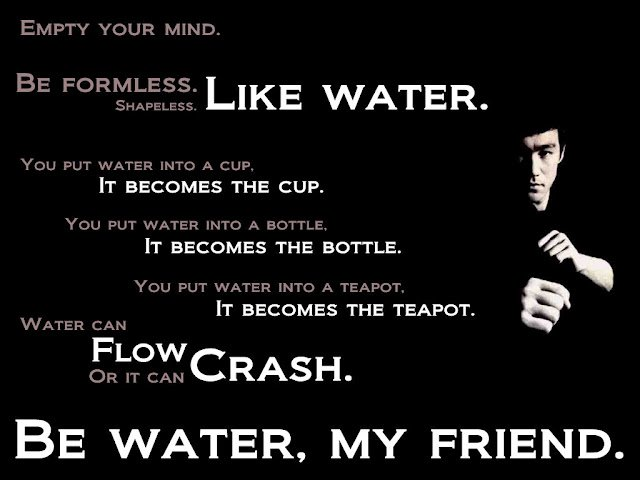 Empty your mind.
Be formless.
Shapeless. Like water.
You put water into a cup,
It becomes the cup.
You put water into a bottle,
It becomes the bottle.
You put water into a teapot,
It becomes the teapot.
Water can
Flow
Or it can Crash.
Be water, my friend.